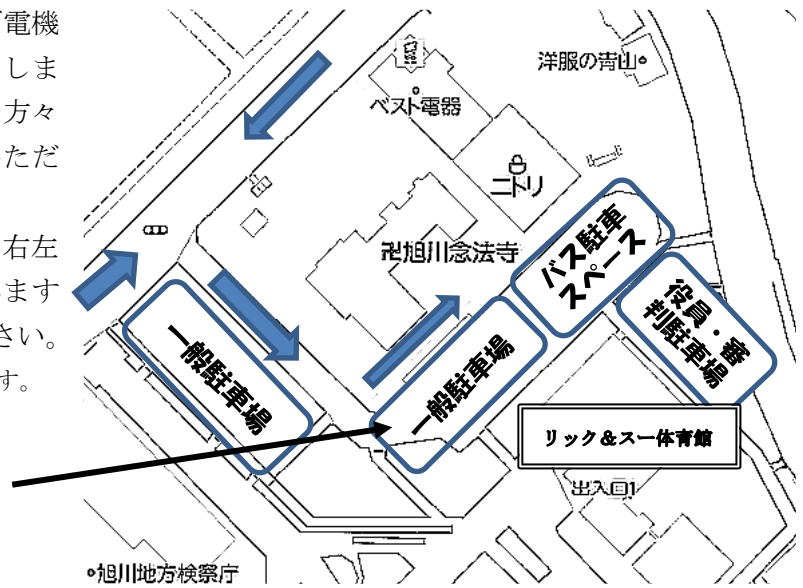 電機
しま
方々
ただ
右左
ます
さい。
す。
洋服の青山
ベスト電器
ニトリ
卍旭川念法寺
バス駐車
スペース
役員・審
判駐車場
一般駐車場
一般駐車場
リック&スー体育館
出入口1
旭川地方検察庁